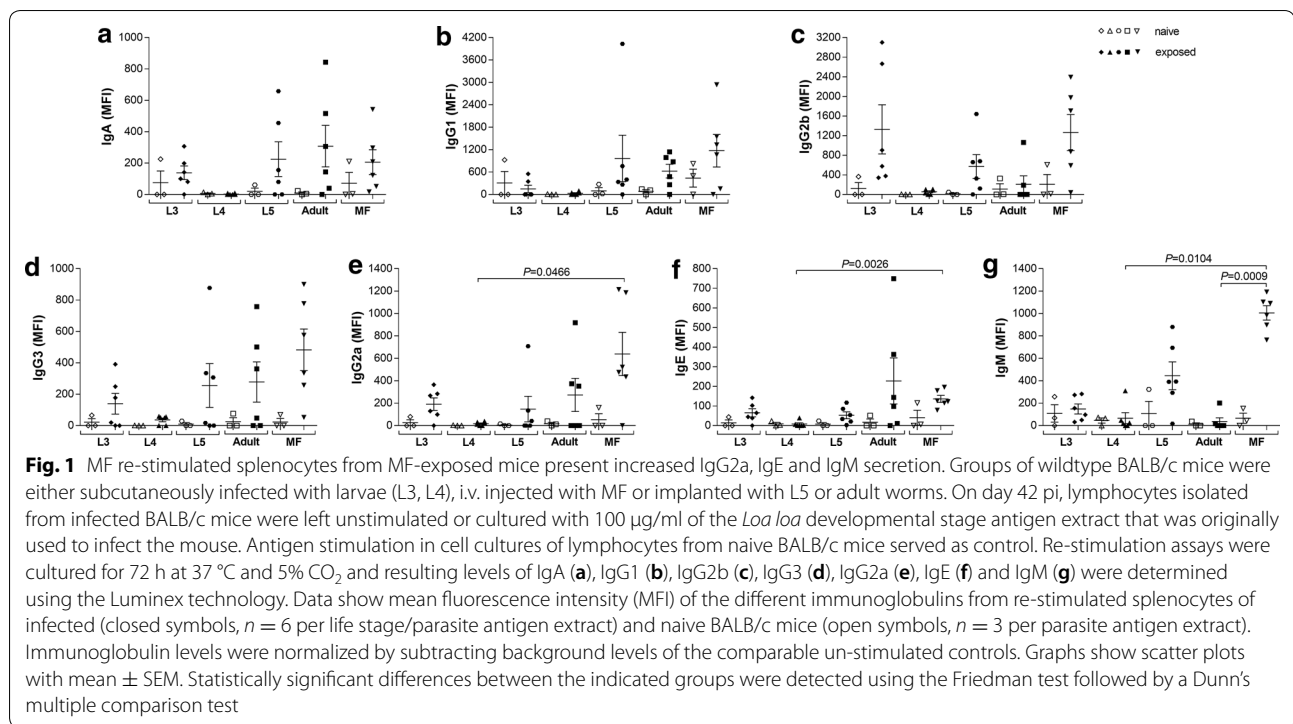 a b c
naive
exposed
IgA (MFI)
1000
800
600
400
200
0
L3 L4 L5 Adult MF
IgG1 (MFI)
4200
3600
3000
2400
1800
1200
600
0
L3 L4 L5 Adult MF
IgG2b (MFI)
3200
2800
2400
2000
1600
1200
800
400
0
L3 L4 L5 Adult MF
d e f g
IgG3 (MFI)
1000
800
600
400
200
0
L3 L4 L5 Adult MF
IgG2a (MFI)
1400
1200
1000
800
600
400
200
0
P=0.0466
L3 L4 L5 Adult MF
IgE (MFI)
800
700
600
500
400
300
200
100
0
P=0.0026
L3 L4 L5 Adult MF
IgM (MFI)
1400
1200
1000
800
600
400
200
0
P=0.0104
P=0.0009
L3 L4 L5 Adult MF
Fig. 1 MF re-stimulated splenocytes from MF-exposed mice present increased IgG2a, IgE and IgM secretion. Groups of wildtype BALB/c mice were
either subcutaneously infected with larvae (L3, L4), i.v. injected with MF or implanted with L5 or adult worms. On day 42 pi, lymphocytes isolated
from infected BALB/c mice were left unstimulated or cultured with 100 µg/ml of the Loa loa developmental stage antigen extract that was originally
used to infect the mouse. Antigen stimulation in cell cultures of lymphocytes from naive BALB/c mice served as control. Re-stimulation assays were
cultured for 72 h at 37 °C and 5% CO₂ and resulting levels of IgA (a), IgG1 (b), IgG2b (c), IgG3 (d), IgG2a (e), IgE (f) and IgM (g) were determined
using the Luminex technology. Data show mean fluorescence intensity (MFI) of the different immunoglobulins from re-stimulated splenocytes of
infected (closed symbols, n = 6 per life stage/parasite antigen extract) and naive BALB/c mice (open symbols, n = 3 per parasite antigen extract).
Immunoglobulin levels were normalized by subtracting background levels of the comparable un-stimulated controls. Graphs show scatter plots
with mean ± SEM. Statistically significant differences between the indicated groups were detected using the Friedman test followed by a Dunn's
multiple comparison test